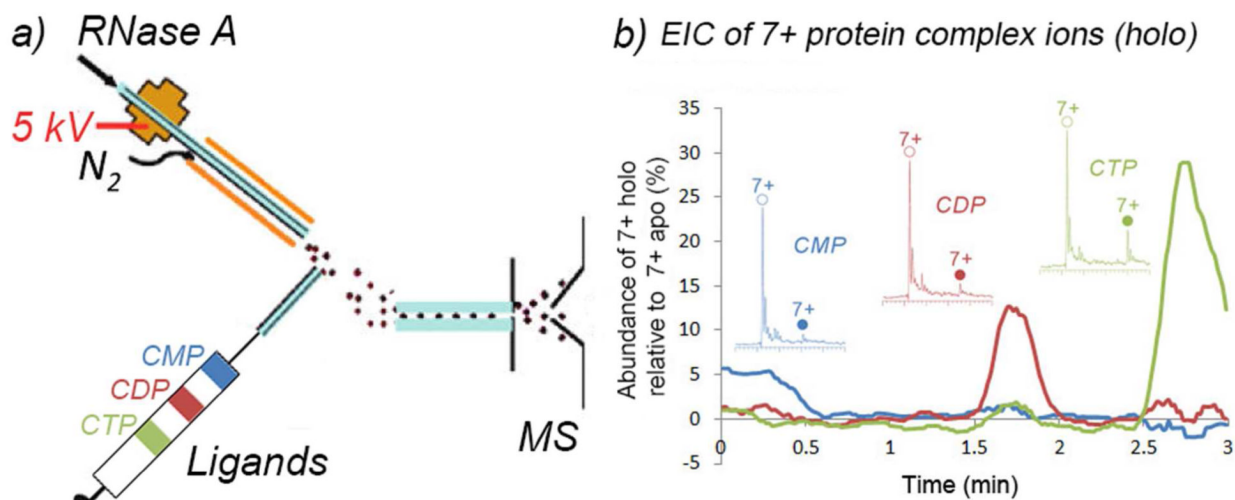 a)
RNase A
5 kV
N2
CMP
CDP
CTP
Ligands
MS
b) EIC of 7+ protein complex ions (holo)
Abundance of 7+ holo
relative to 7+ apo (%)
35
30
25
20
15
10
5
0
-5
7+
CMP
7+
7+
CDP
7+
7+
CTP
7+
0
0.5
1
1.5
2
2.5
3
Time (min)